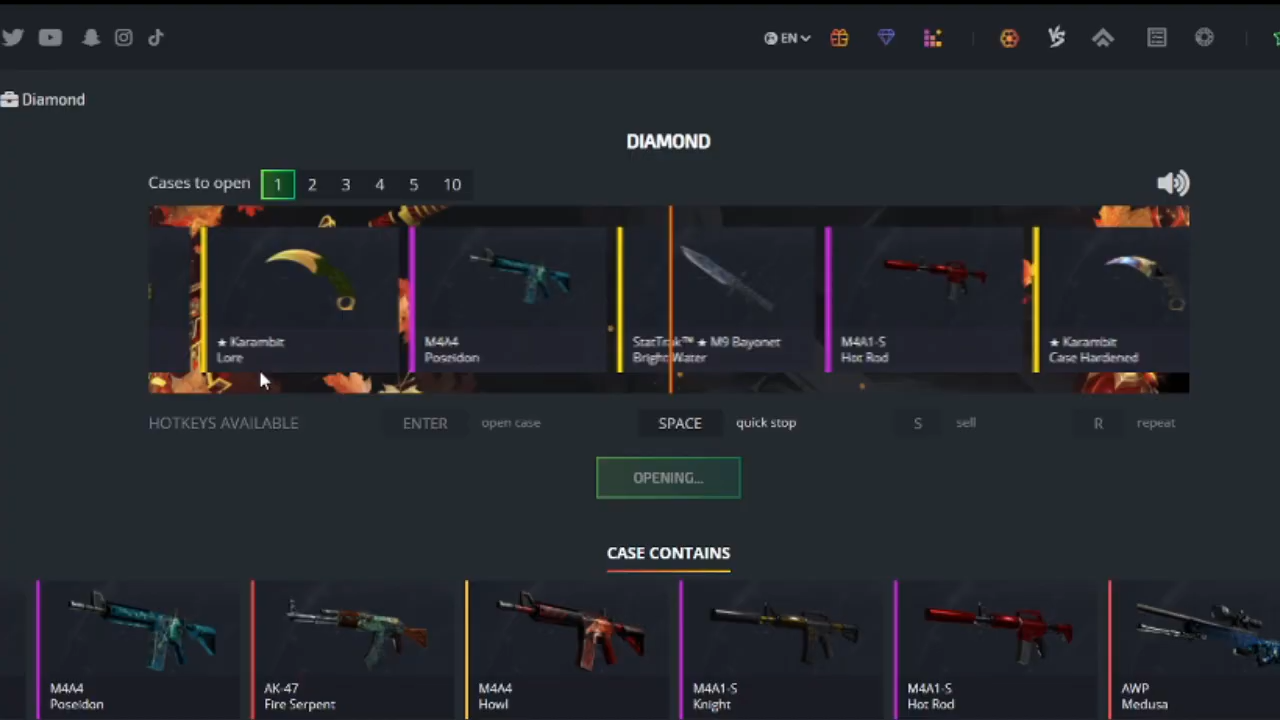 EN
Diamond
DIAMOND
Cases to open 1 2 3 4 5 10
★ Karambit
Lore
M4A4
Poseidon
StatTrak™ ★ M9 Bayonet
Bright Water
M4A1-S
Hot Rod
★ Karambit
Case Hardened
HOTKEYS AVAILABLE ENTER open case SPACE quick stop S sell R repeat
OPENING...
CASE CONTAINS
M4A4
Poseidon
AK-47
Fire Serpent
M4A4
Howl
M4A1-S
Knight
M4A1-S
Hot Rod
AWP
Medusa